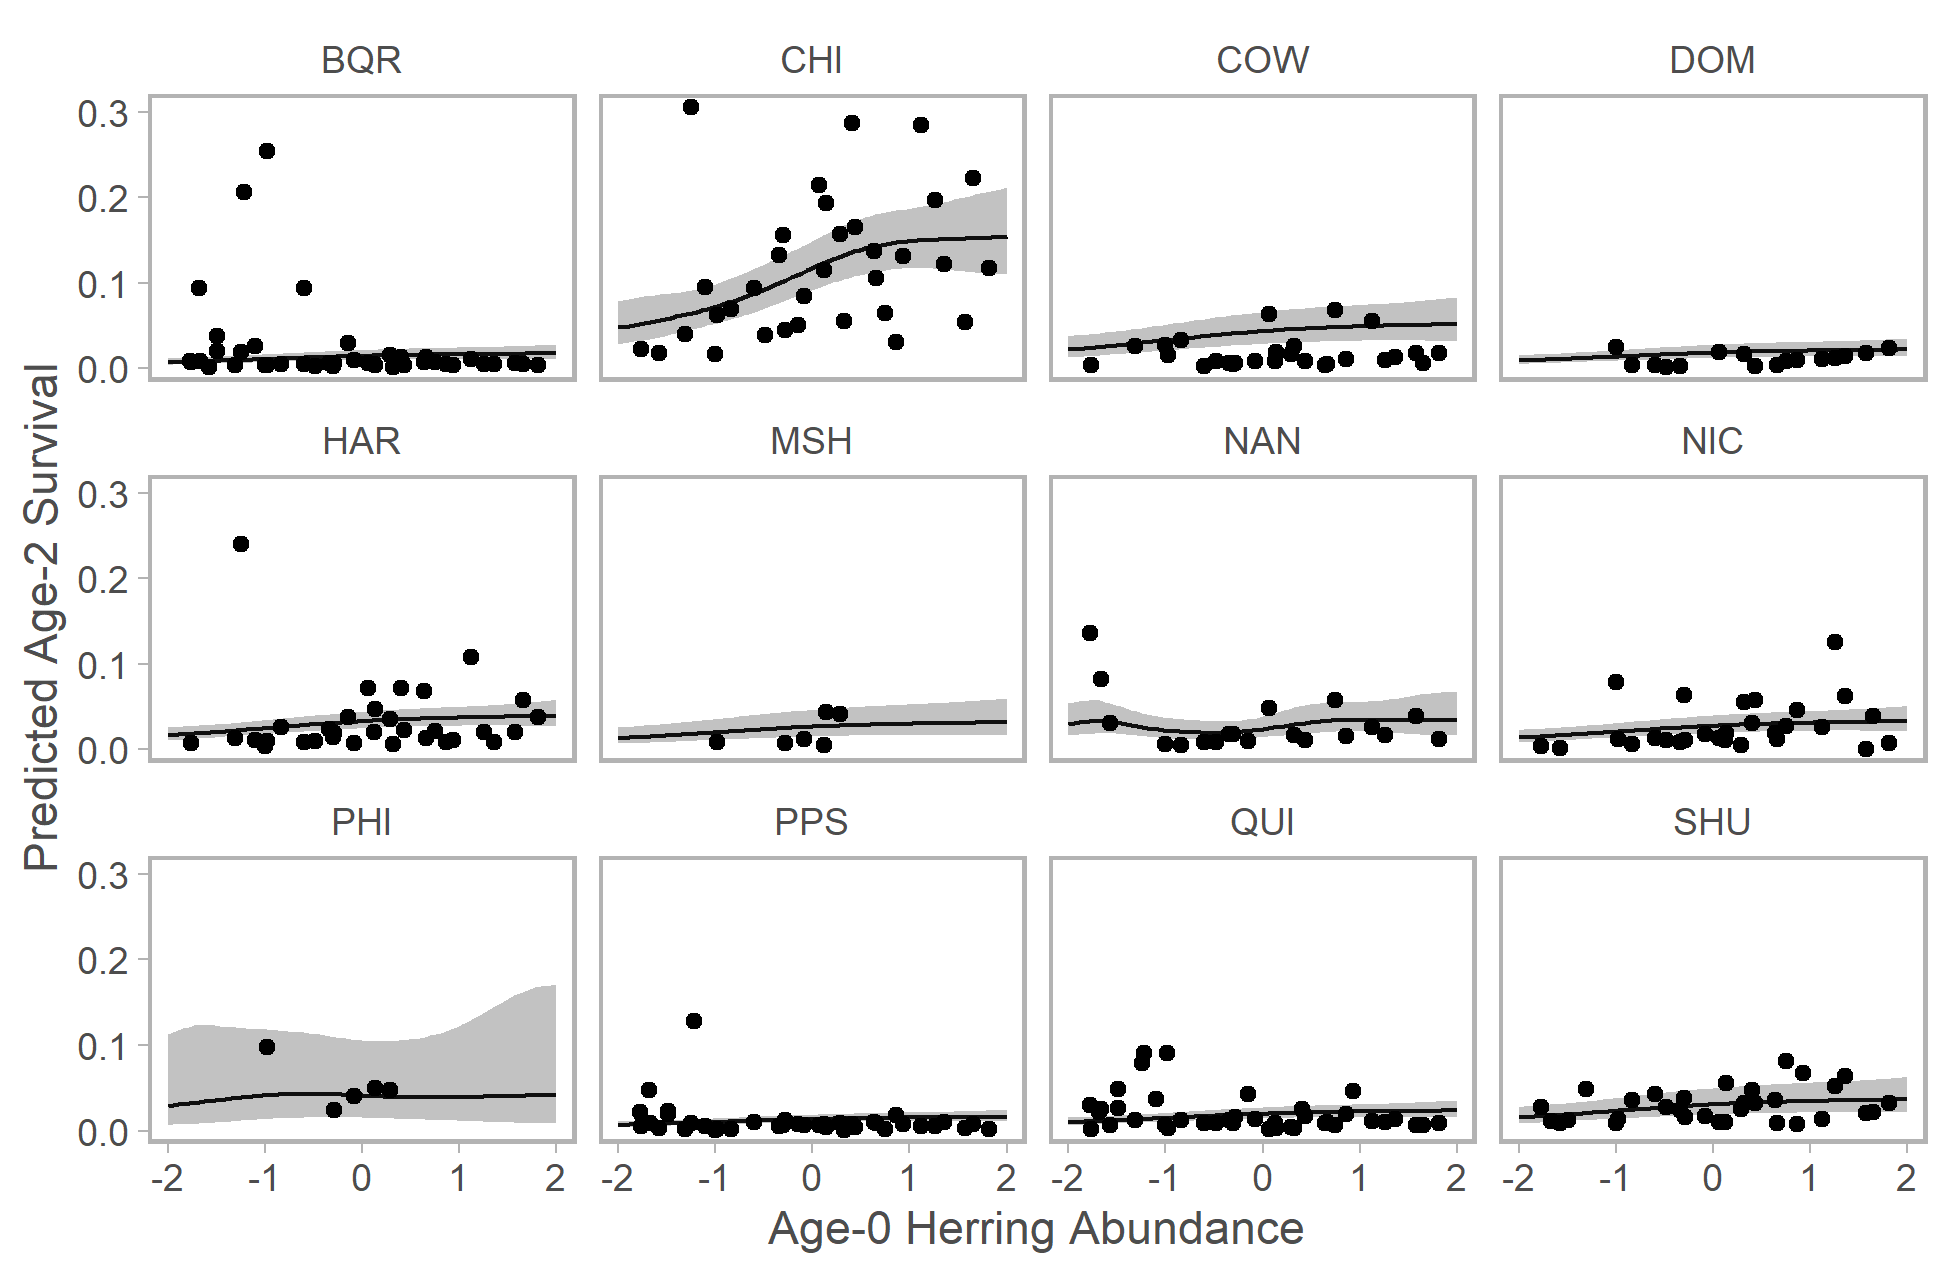 BQR CHI COW DOM
0.3
0.2
0.1
0.0
HAR MSH NAN NIC
0.3
0.2
0.1
0.0
PHI PPS QUI SHU
0.3
0.2
0.1
0.0
-2 -1 0 1 2 -2 -1 0 1 2 -2 -1 0 1 2 -2 -1 0 1 2
Age-0 Herring Abundance
Predicted Age-2 Survival